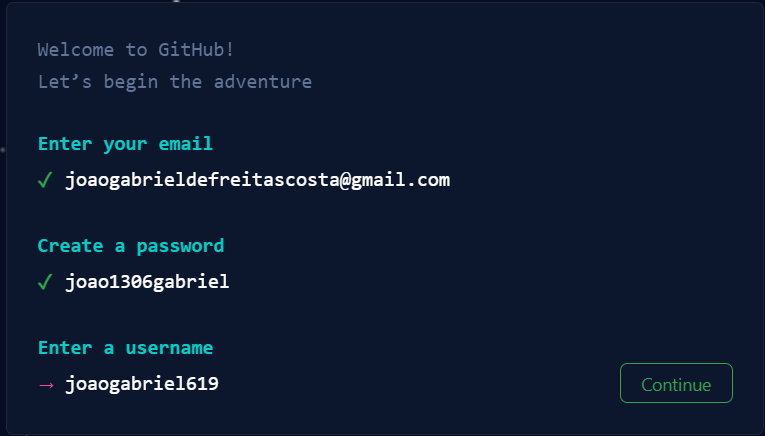 Welcome to GitHub!
Let’s begin the adventure
Enter your email
✓ joaogabrieldefreitascosta@gmail.com
Create a password
✓ joao1306gabriel
Enter a username
→ joaogabriel619
Continue